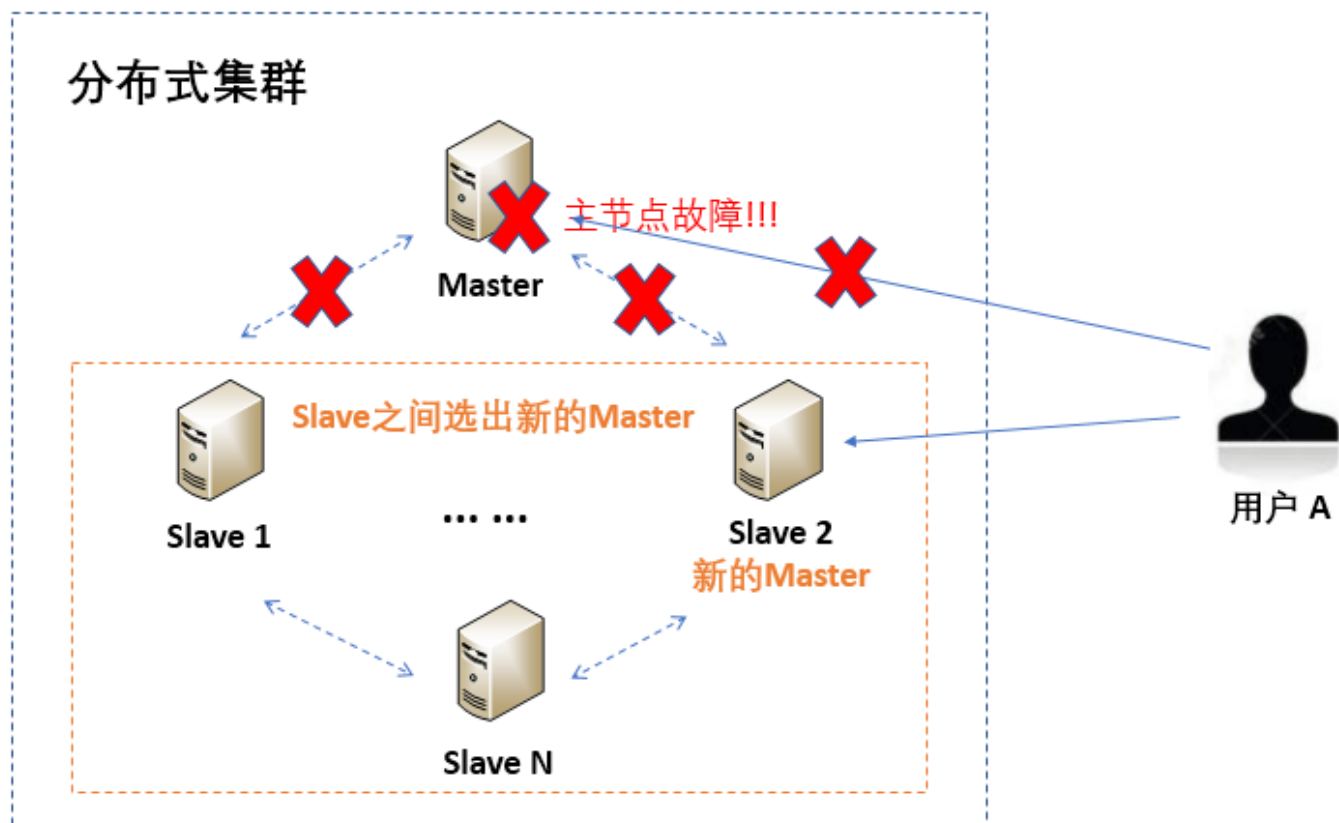 分布式集群
主节点故障!!!
Master
Slave之间选出新的Master
Slave 1
... ...
Slave 2
新的Master
用户 A
Slave N